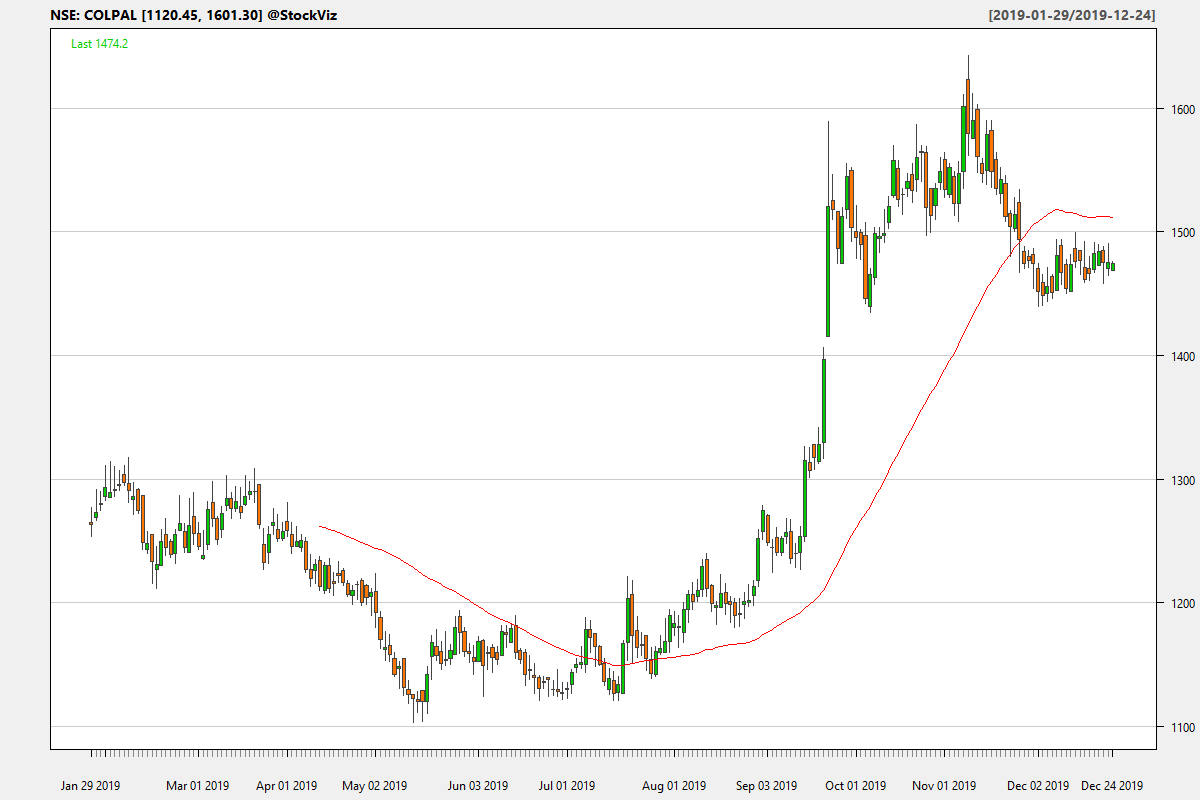 NSE: COLPAL [1120.45, 1601.30] @StockViz [2019-01-29/2019-12-24]
Last 1474.2
1600
1500
1400
1300
1200
1100
Jan 29 2019 Mar 01 2019 Apr 01 2019 May 02 2019 Jun 03 2019 Jul 01 2019 Aug 01 2019 Sep 03 2019 Oct 01 2019 Nov 01 2019 Dec 02 2019 Dec 24 2019